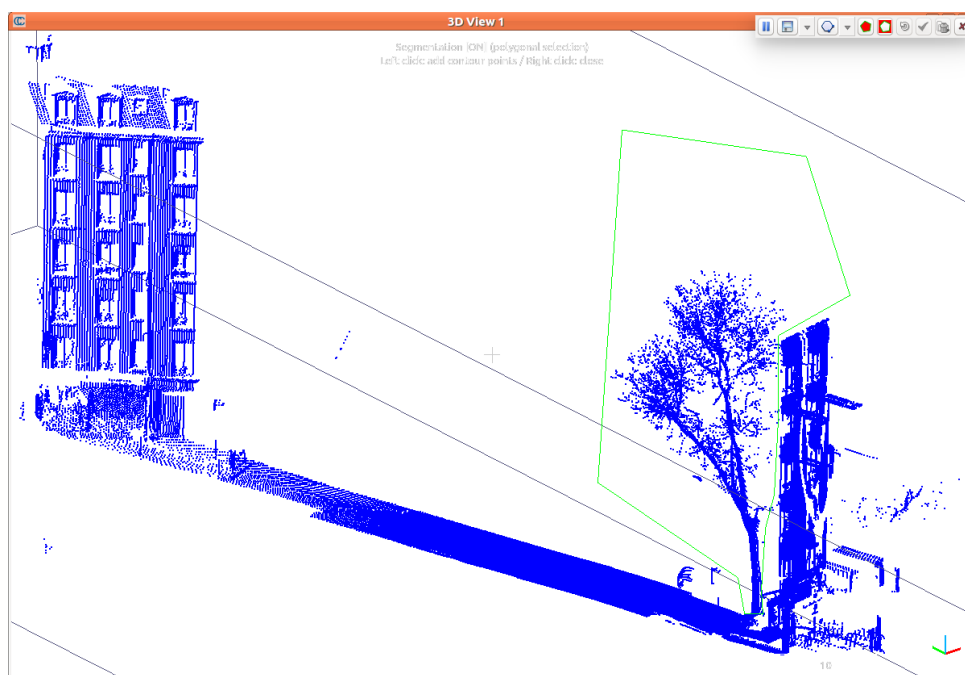 3D View 1
Segmentation [ON] (polygonal selection)
Left click: add contour points / Right click: close
10